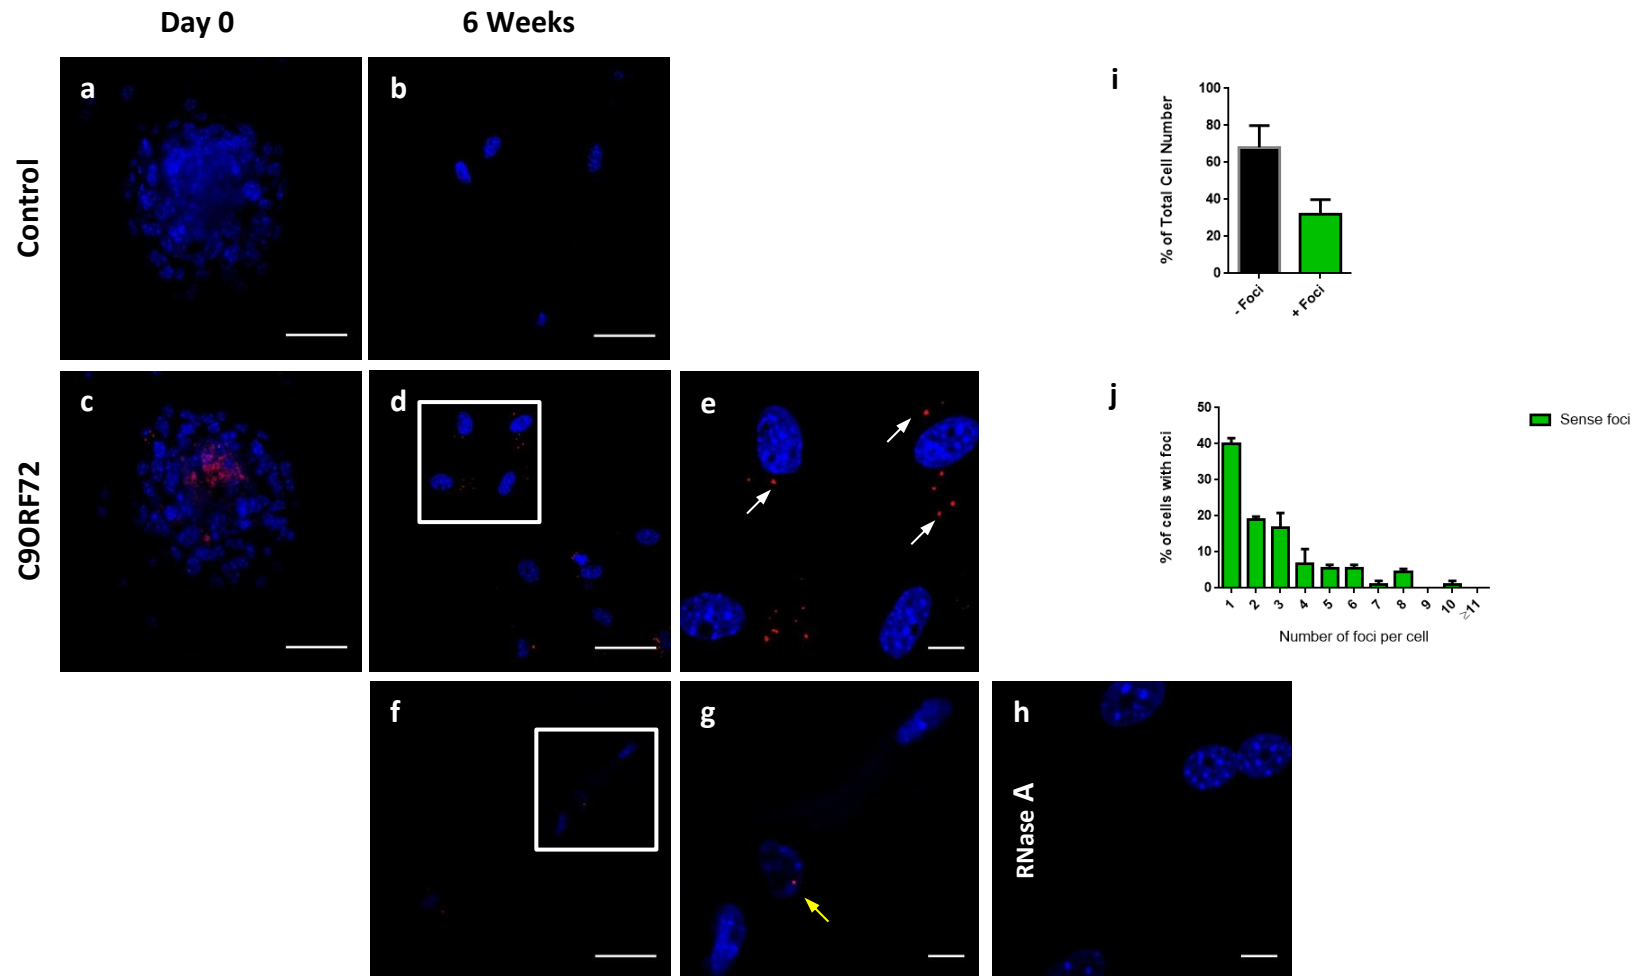 Day 0
6 Weeks
Control
a
b
C9ORF72
c
d
e
f
g
h
RNase A
i
% of Total Cell Number
100
80
60
40
20
0
- Foci
+ Foci
j
% of cells with foci
50
40
30
20
10
0
1 2 3 4 5 6 7 8 9 10 ≥11
Number of foci per cell
Sense foci